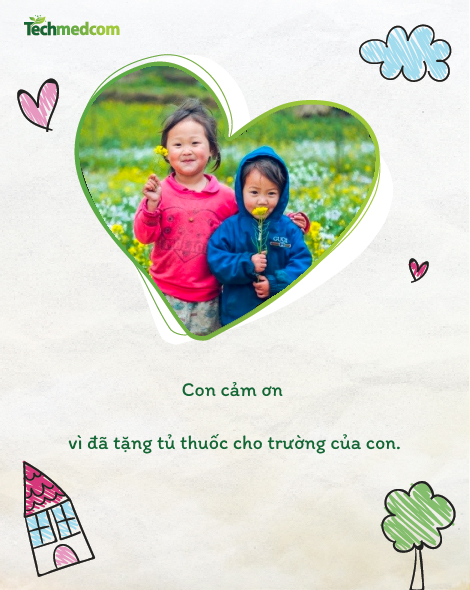 Techmedcom
Con cảm ơn
vì đã tặng tủ thuốc cho trường của con.